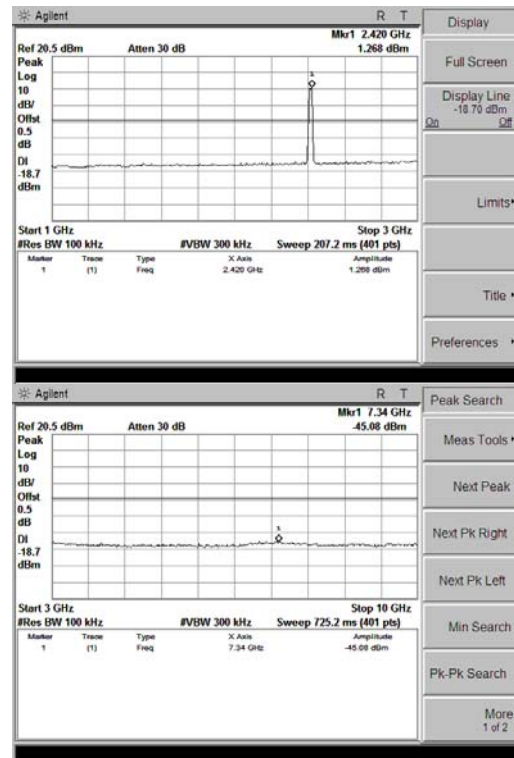 Agilent R T
Mkr1 2.420 GHz
Ref 20.5 dBm Atten 30 dB 1.268 dBm
Peak
Log
10
dB/
Offst
0.5
dB
DI
-18.7
dBm
1
Start 1 GHz Stop 3 GHz
#Res BW 100 kHz #VBW 300 kHz Sweep 207.2 ms (401 pts)
Marker Trace Type X Axis Amplitude
1 (1) Freq 2.420 GHz 1.268 dBm
Display
Full Screen
Display Line
-18.70 dBm
On Off
Limits
Title
Preferences
Agilent R T
Mkr1 7.34 GHz
Ref 20.5 dBm Atten 30 dB -45.08 dBm
Peak
Log
10
dB/
Offst
0.5
dB
DI
-18.7
dBm
1
Start 3 GHz Stop 10 GHz
#Res BW 100 kHz #VBW 300 kHz Sweep 725.2 ms (401 pts)
Marker Trace Type X Axis Amplitude
1 (1) Freq 7.34 GHz -45.08 dBm
Peak Search
Meas Tools
Next Peak
Next Pk Right
Next Pk Left
Min Search
Pk-Pk Search
More
1 of 2